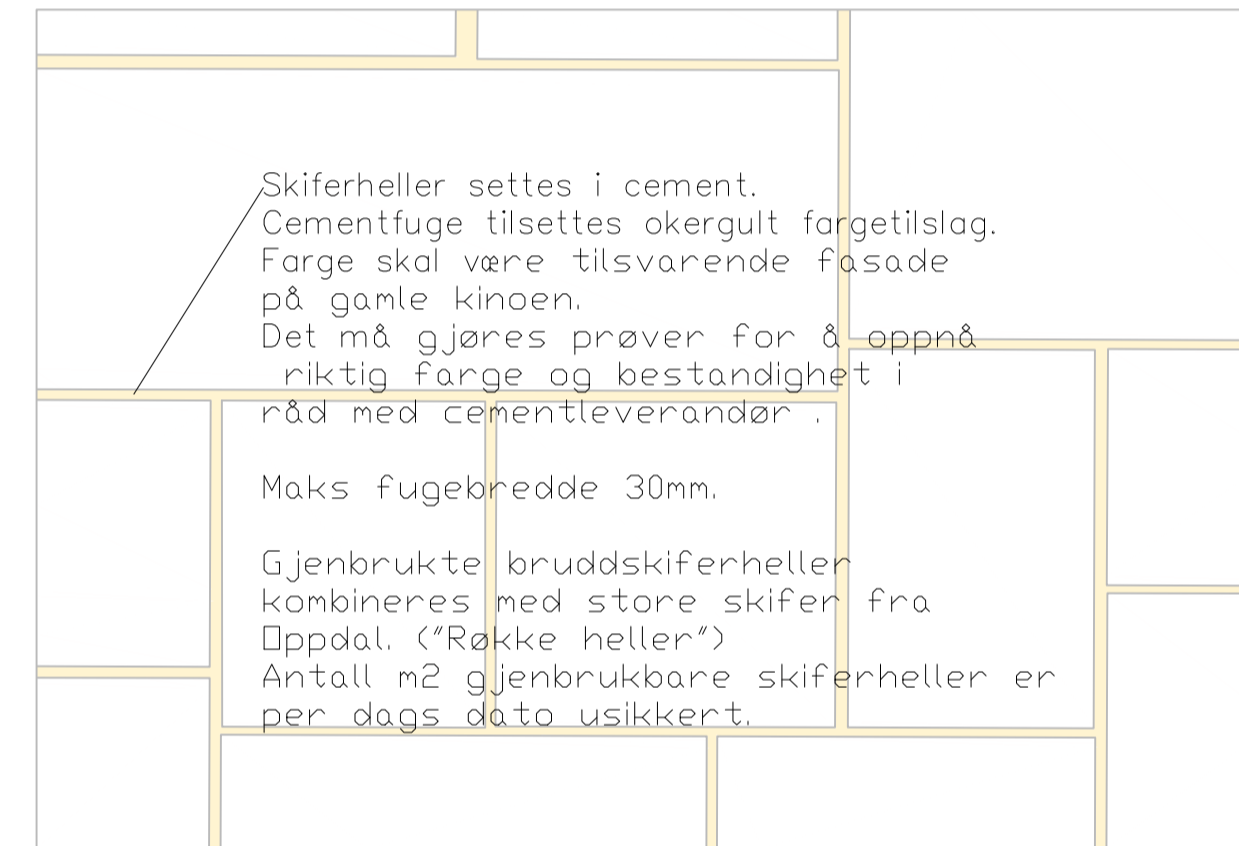 Skiferheller settes i cement.
Cementfuge tilsettes okergult fargetilslag.
Farge skal være tilsvarende fasade
på gamle kinoen.
Det må gjøres prøver for å oppnå
riktig farge og bestandighet i
råd med cementleverandør .
Maks fugebredde 30mm.
Gjenbrukte bruddskiferheller
kombineres med store skifer fra
Oppdal. ("Røkke heller")
Antall m2 gjenbrukbare skiferheller er
per dags dato usikkert.